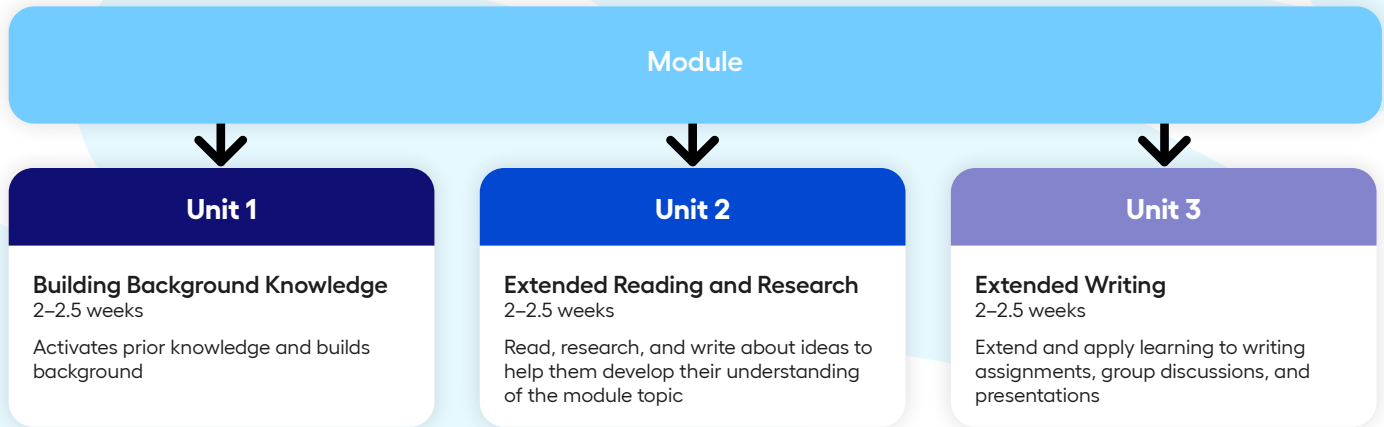 Module
Unit 1
Building Background Knowledge
2–2.5 weeks
Activates prior knowledge and builds
background
Unit 2
Extended Reading and Research
2–2.5 weeks
Read, research, and write about ideas to
help them develop their understanding
of the module topic
Unit 3
Extended Writing
2–2.5 weeks
Extend and apply learning to writing
assignments, group discussions, and
presentations